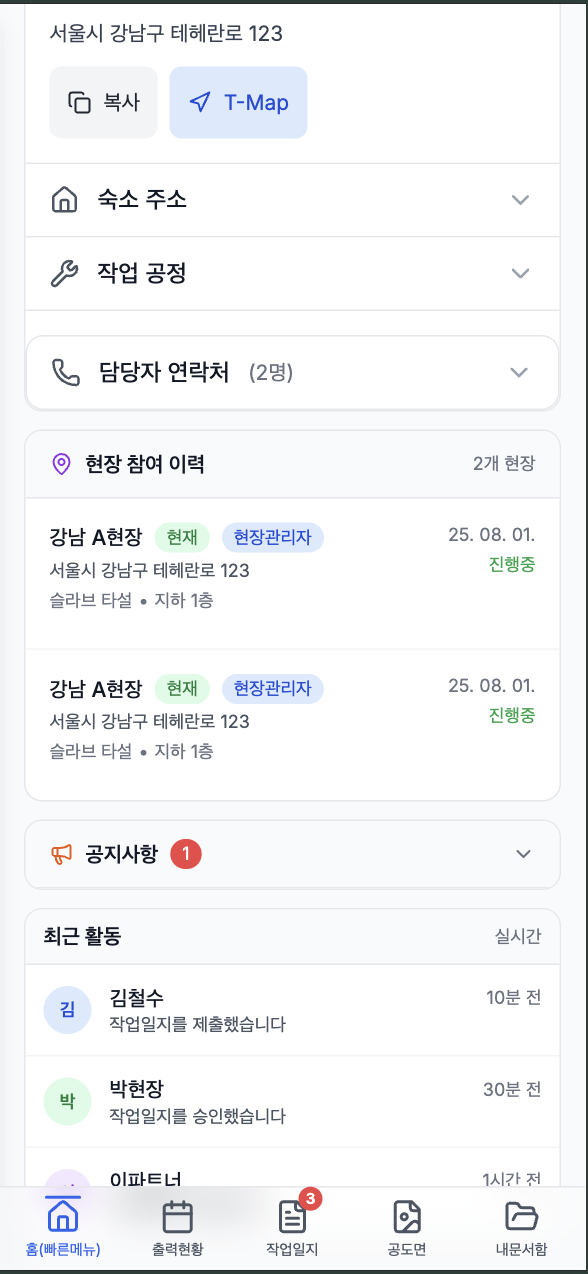 서울시 강남구 테헤란로 123
복사
T-Map
숙소 주소
작업 공정
담당자 연락처 (2명)
현장 참여 이력 2개 현장
강남 A현장 현재 현장관리자 25. 08. 01.
서울시 강남구 테헤란로 123 진행중
슬라브 타설 • 지하 1층
강남 A현장 현재 현장관리자 25. 08. 01.
서울시 강남구 테헤란로 123 진행중
슬라브 타설 • 지하 1층
공지사항 1
최근 활동 실시간
김 김철수 10분 전
작업일지를 제출했습니다
박 박현장 30분 전
작업일지를 승인했습니다
이파트너 1시간 전
3
홈(빠른메뉴) 출력현황 작업일지 공도면 내문서함